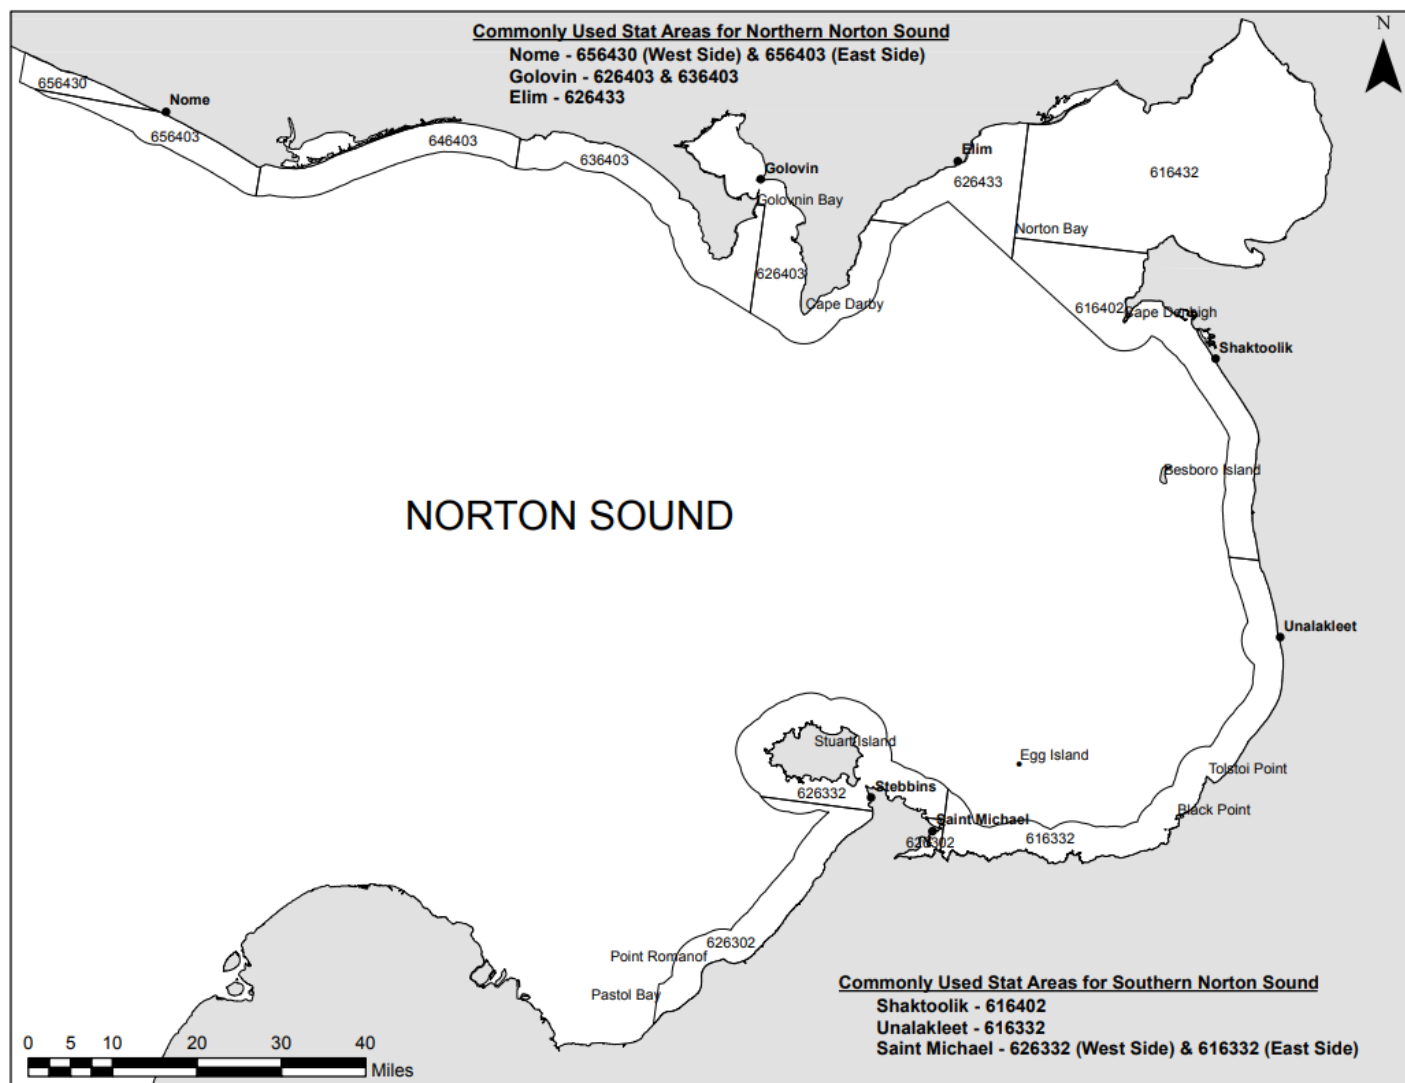 Commonly Used Stat Areas for Northern Norton Sound
Nome - 656430 (West Side) & 656403 (East Side)
Golovin - 626403 & 636403
Elim - 626433
N
656430
Nome
656403
646403
636403
Golovin
Golovnin Bay
626403
Cape Darby
Elim
626433
616432
Norton Bay
616402
Cape Denbigh
Shaktoolik
Besboro Island
NORTON SOUND
Unalakleet
Stuart Island
Egg Island
Tolstoi Point
626332
Stebbins
Black Point
Saint Michael
626302
616332
626302
Point Romanof
Pastol Bay
Commonly Used Stat Areas for Southern Norton Sound
Shaktoolik - 616402
Unalakleet - 616332
Saint Michael - 626332 (West Side) & 616332 (East Side)
0 5 10 20 30 40
Miles